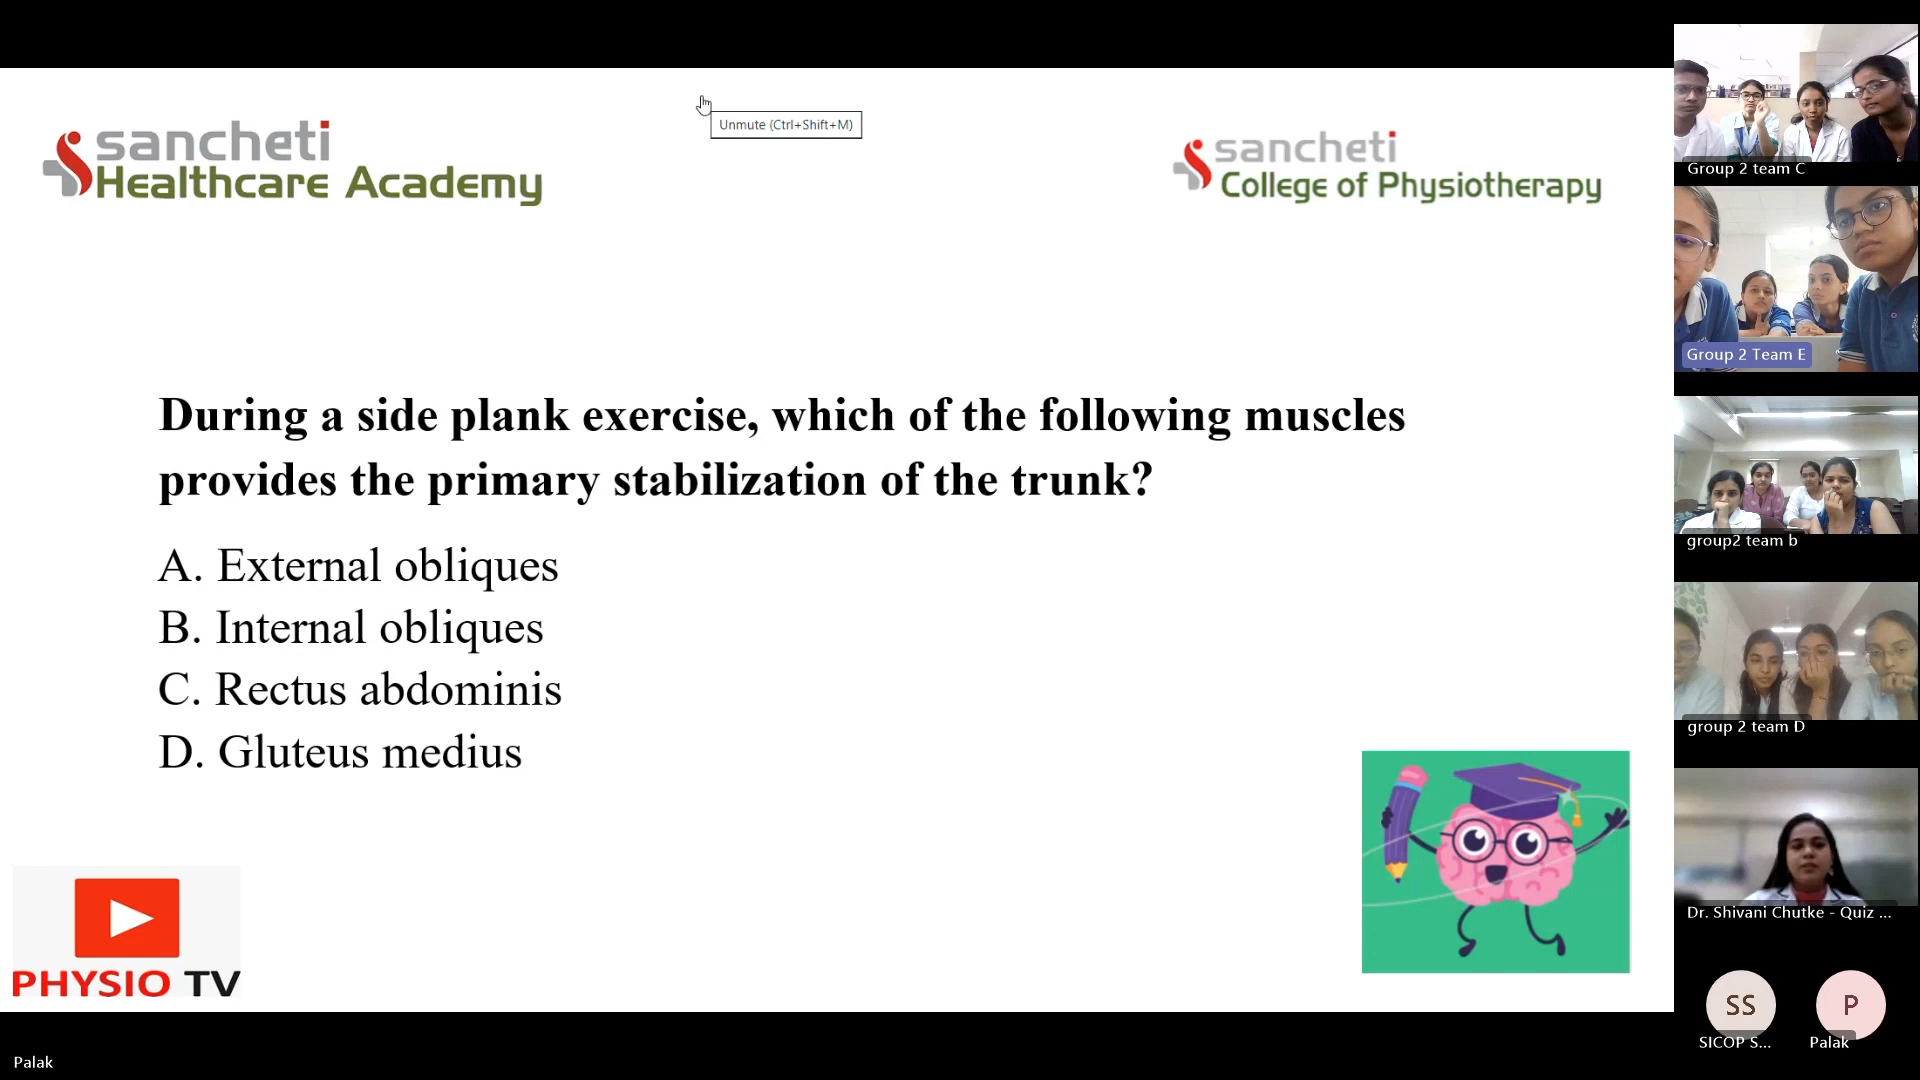 Unmute (Ctrl+Shift+M)
sancheti
Healthcare Academy
sancheti
College of Physiotherapy
During a side plank exercise, which of the following muscles
provides the primary stabilization of the trunk?
A. External obliques
B. Internal obliques
C. Rectus abdominis
D. Gluteus medius
PHYSIO TV
Palak
Group 2 team C
Group 2 Team E
group2 team b
group 2 team D
Dr. Shivani Chutke - Quiz ...
SS
SICOP S...
P
Palak